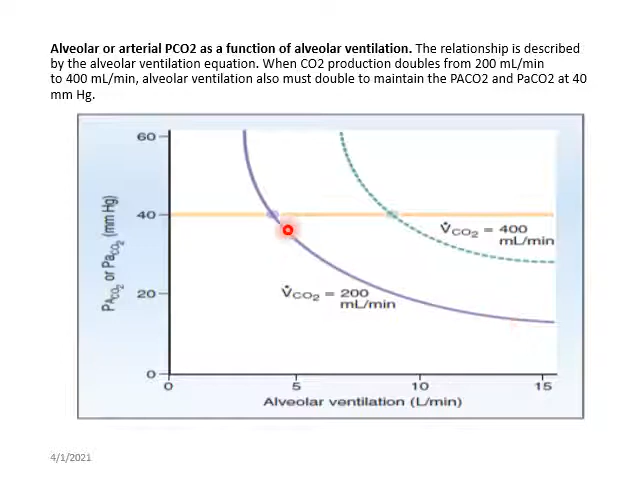 Alveolar or arterial PCO2 as a function of alveolar ventilation. The relationship is described
by the alveolar ventilation equation. When CO2 production doubles from 200 mL/min
to 400 mL/min, alveolar ventilation also must double to maintain the PACO2 and PaCO2 at 40
mm Hg.
PACO2 or PaCO2 (mm Hg)
60
40
20
0
V̇CO2 = 400
mL/min
V̇CO2 = 200
mL/min
0 5 10 15
Alveolar ventilation (L/min)
4/1/2021